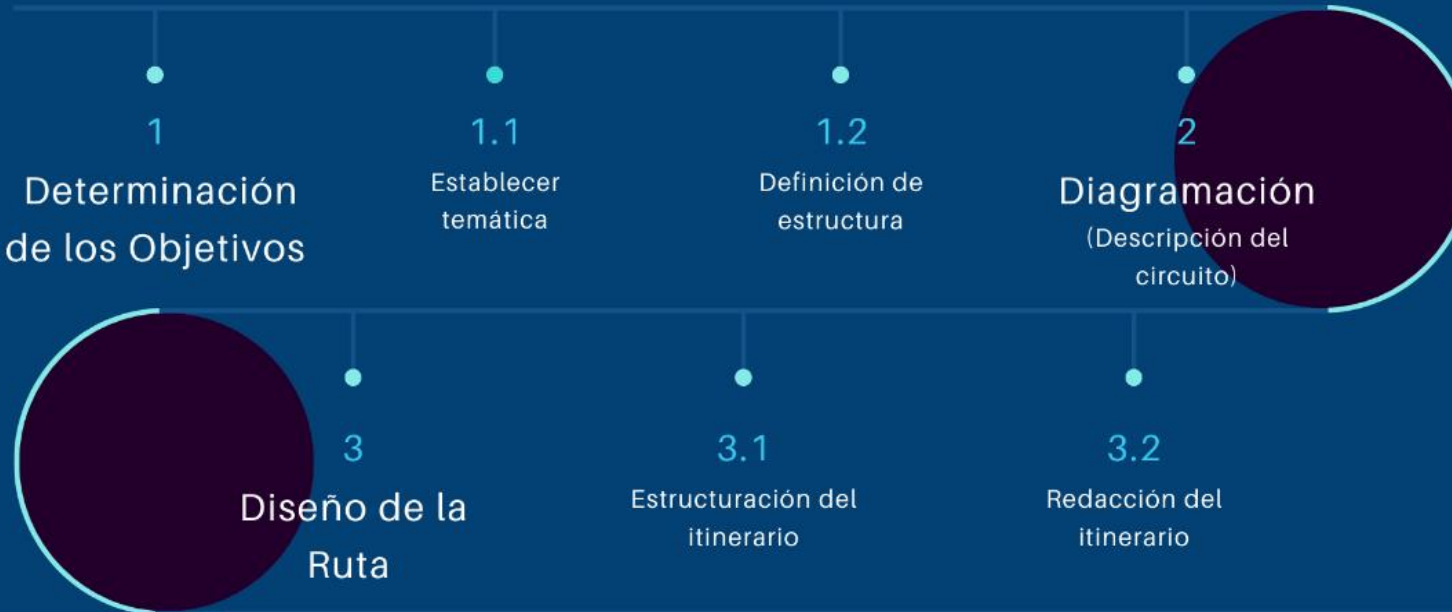 1
Determinación
de los Objetivos
1.1
Establecer
temática
1.2
Definición de
estructura
2
Diagramación
(Descripción del
circuito)
3
Diseño de la
Ruta
3.1
Estructuración del
itinerario
3.2
Redacción del
itinerario